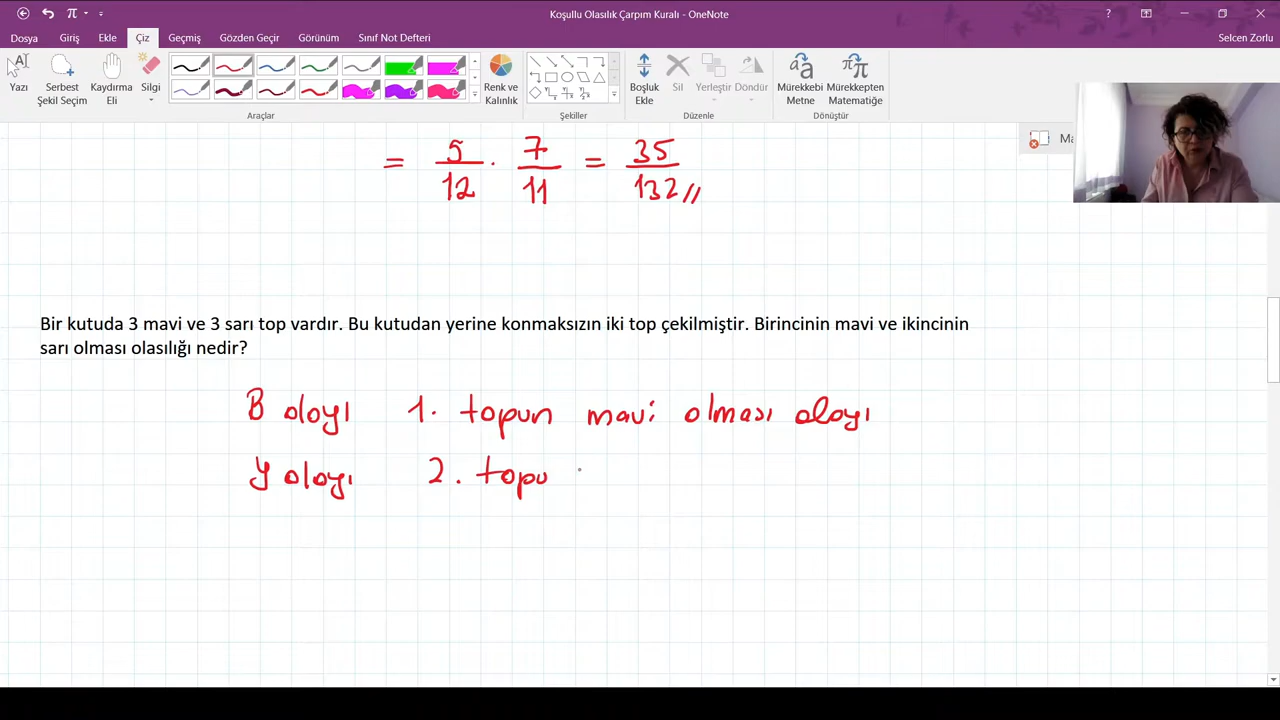 Koşullu Olasılık Çarpım Kuralı - OneNote
Dosya Giriş Ekle Çiz Geçmiş Gözden Geçir Görünüm Sınıf Not Defteri
Selcen Zorlu
Yazı
Serbest Şekil Seçim
Kaydırma Eli
Silgi
Renk ve Kalınlık
Boşluk Ekle
Sil
Yerleştir
Döndür
Mürekkebi Metne
Mürekkepten Matematiğe
Araçlar Şekiller Düzenle Dönüştür
= 5/12 · 7/11 = 35/132 //
Bir kutuda 3 mavi ve 3 sarı top vardır. Bu kutudan yerine konmaksızın iki top çekilmiştir. Birincinin mavi ve ikincinin
sarı olması olasılığı nedir?
B olayı 1. topun mavi olması olayı
Y olayı 2. topu